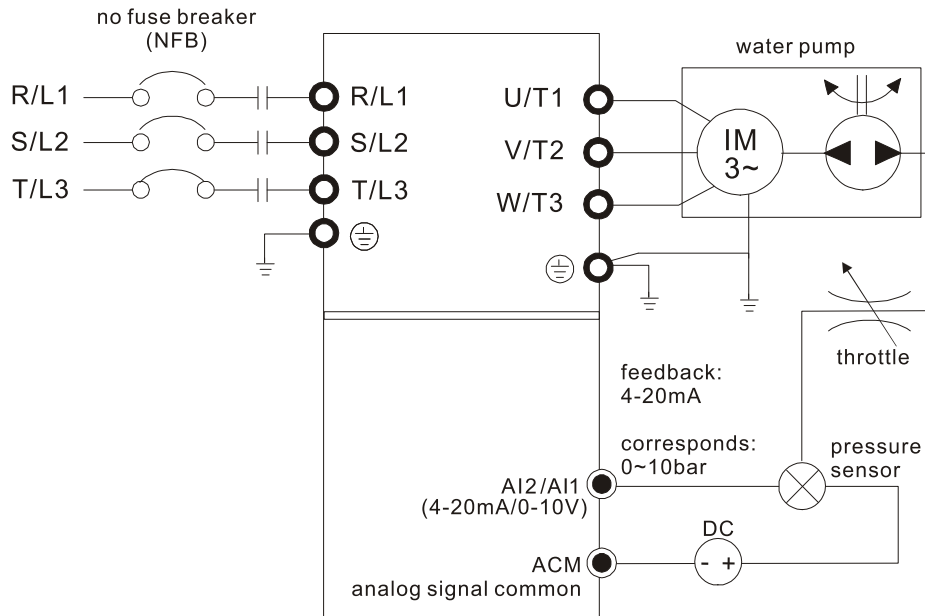 no fuse breaker
(NFB)
water pump
R/L1
R/L1
U/T1
S/L2
S/L2
V/T2
IM
3~
T/L3
T/L3
W/T3
throttle
feedback:
4-20mA
corresponds:
0~10bar
pressure
sensor
AI2/AI1
(4-20mA/0-10V)
DC
- +
ACM
analog signal common